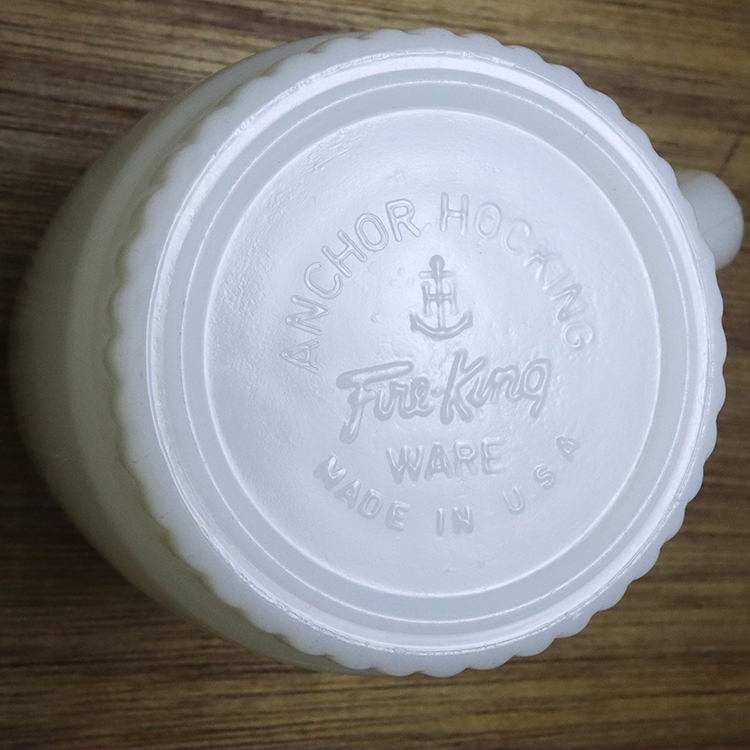 ANCHOR HOCKING
H
Fire-King
WARE
MADE IN U.S.A